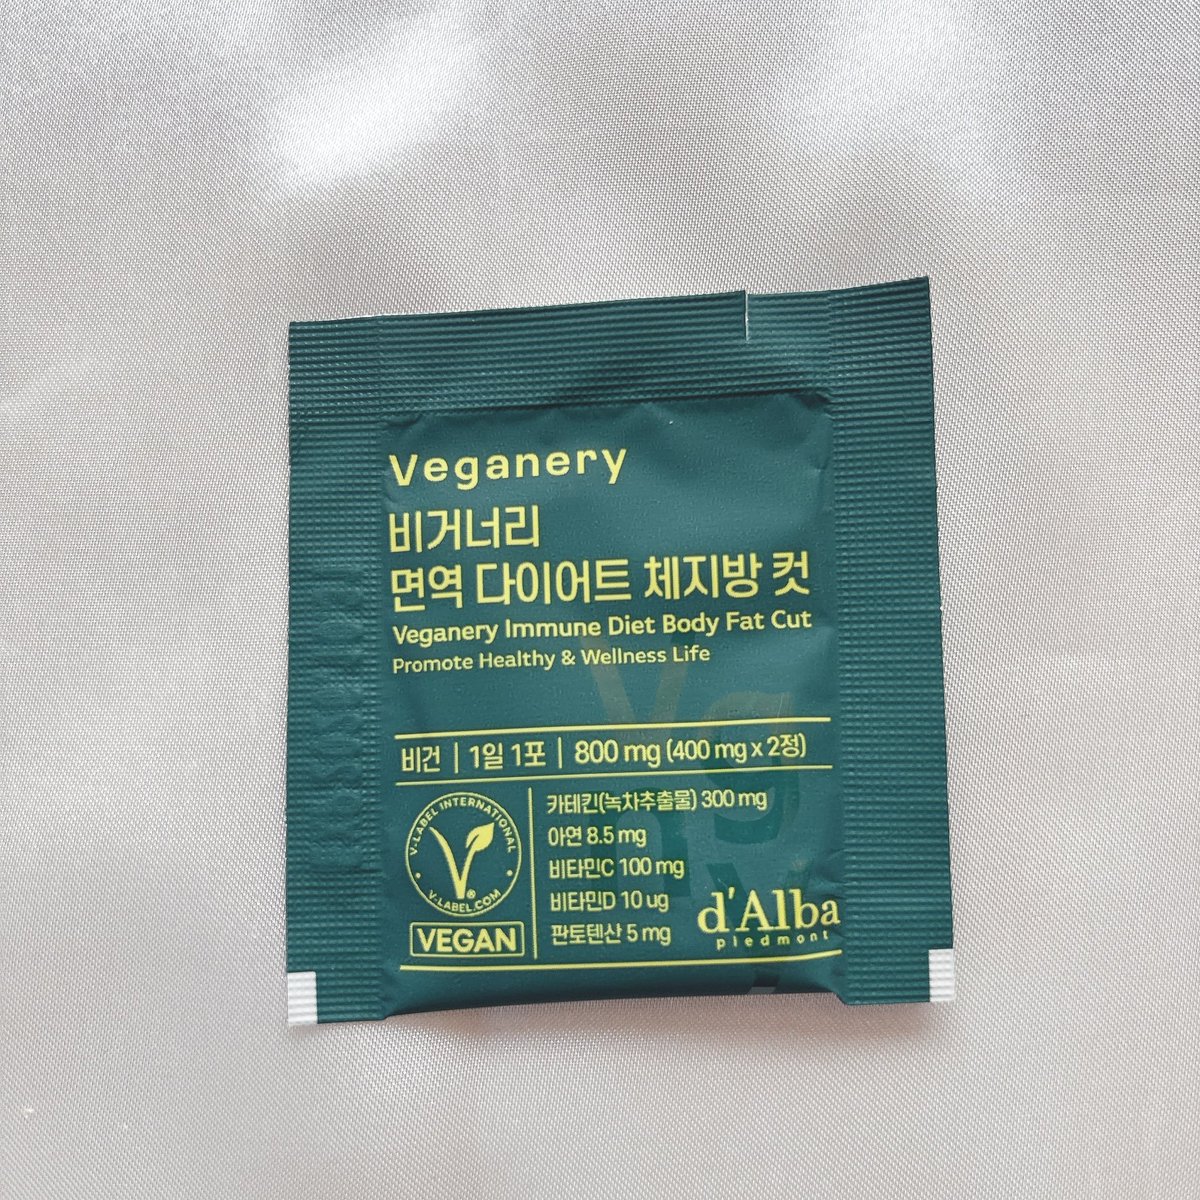 Veganery
비거너리
면역 다이어트 체지방 컷
Veganery Immune Diet Body Fat Cut
Promote Healthy & Wellness Life
비건 | 1일 1포 | 800 mg (400 mg x 2정)
V-LABEL INTERNATIONAL
V-LABEL.COM
VEGAN
카테킨(녹차추출물) 300 mg
아연 8.5 mg
비타민C 100 mg
비타민D 10 ug
판토텐산 5 mg
d'Alba
piedmont